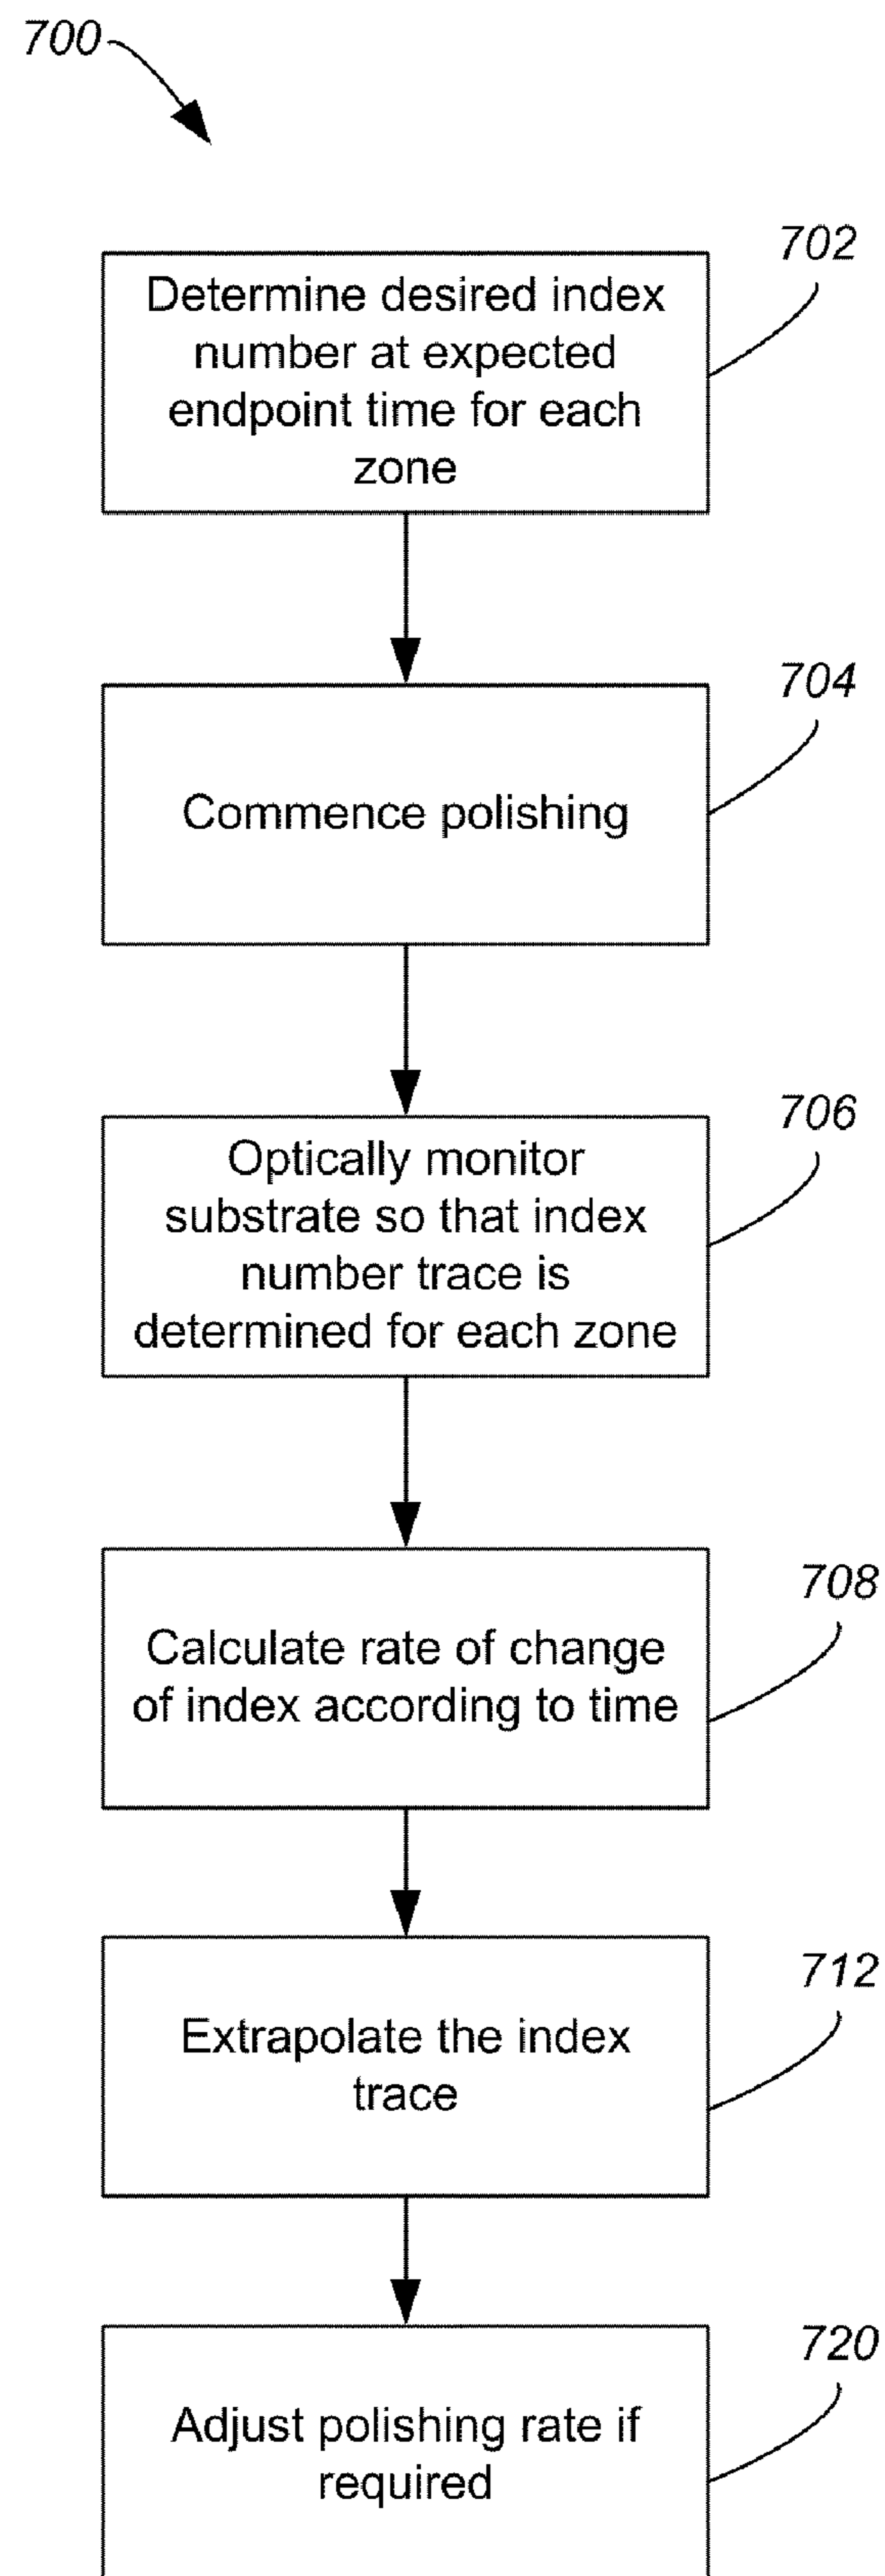 700
702
Determine desired index
number at expected
endpoint time for each
zone
704
Commence polishing
706
Optically monitor
substrate so that index
number trace is
determined for each zone
708
Calculate rate of change
of index according to time
712
Extrapolate the index
trace
720
Adjust polishing rate if
required